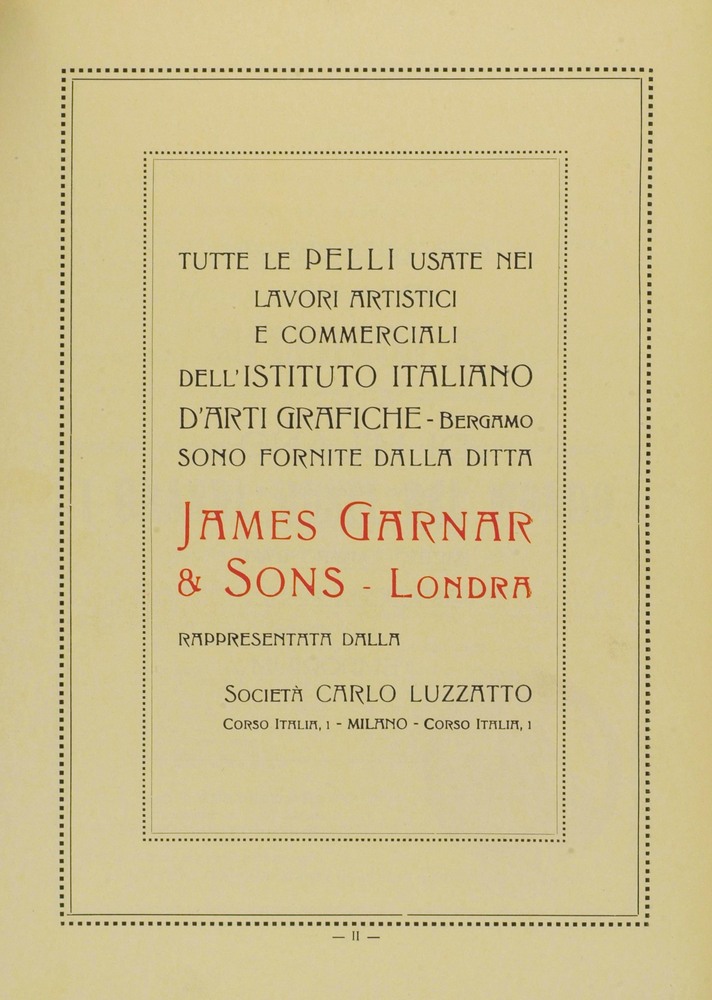 TUTTE LE PELLI USATE NEI
LAVORI ARTISTICI
E COMMERCIALI
DELL'ISTITUTO ITALIANO
D'ARTI GRAFICHE - BERGAMO
SONO FORNITE DALLA DITTA
JAMES GARNAR
& SONS - LONDRA
RAPPRESENTATA DALLA
SOCIETÀ CARLO LUZZATTO
CORSO ITALIA, 1 - MILANO - CORSO ITALIA, 1
— II —